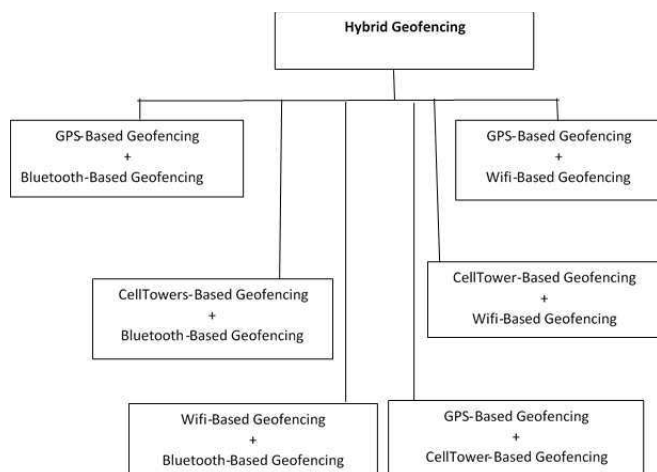 Hybrid Geofencing
GPS-Based Geofencing
+
Bluetooth-Based Geofencing
GPS-Based Geofencing
+
Wifi-Based Geofencing
CellTowers-Based Geofencing
+
Bluetooth-Based Geofencing
CellTower-Based Geofencing
+
Wifi-Based Geofencing
Wifi-Based Geofencing
+
Bluetooth-Based Geofencing
GPS-Based Geofencing
+
CellTower-Based Geofencing